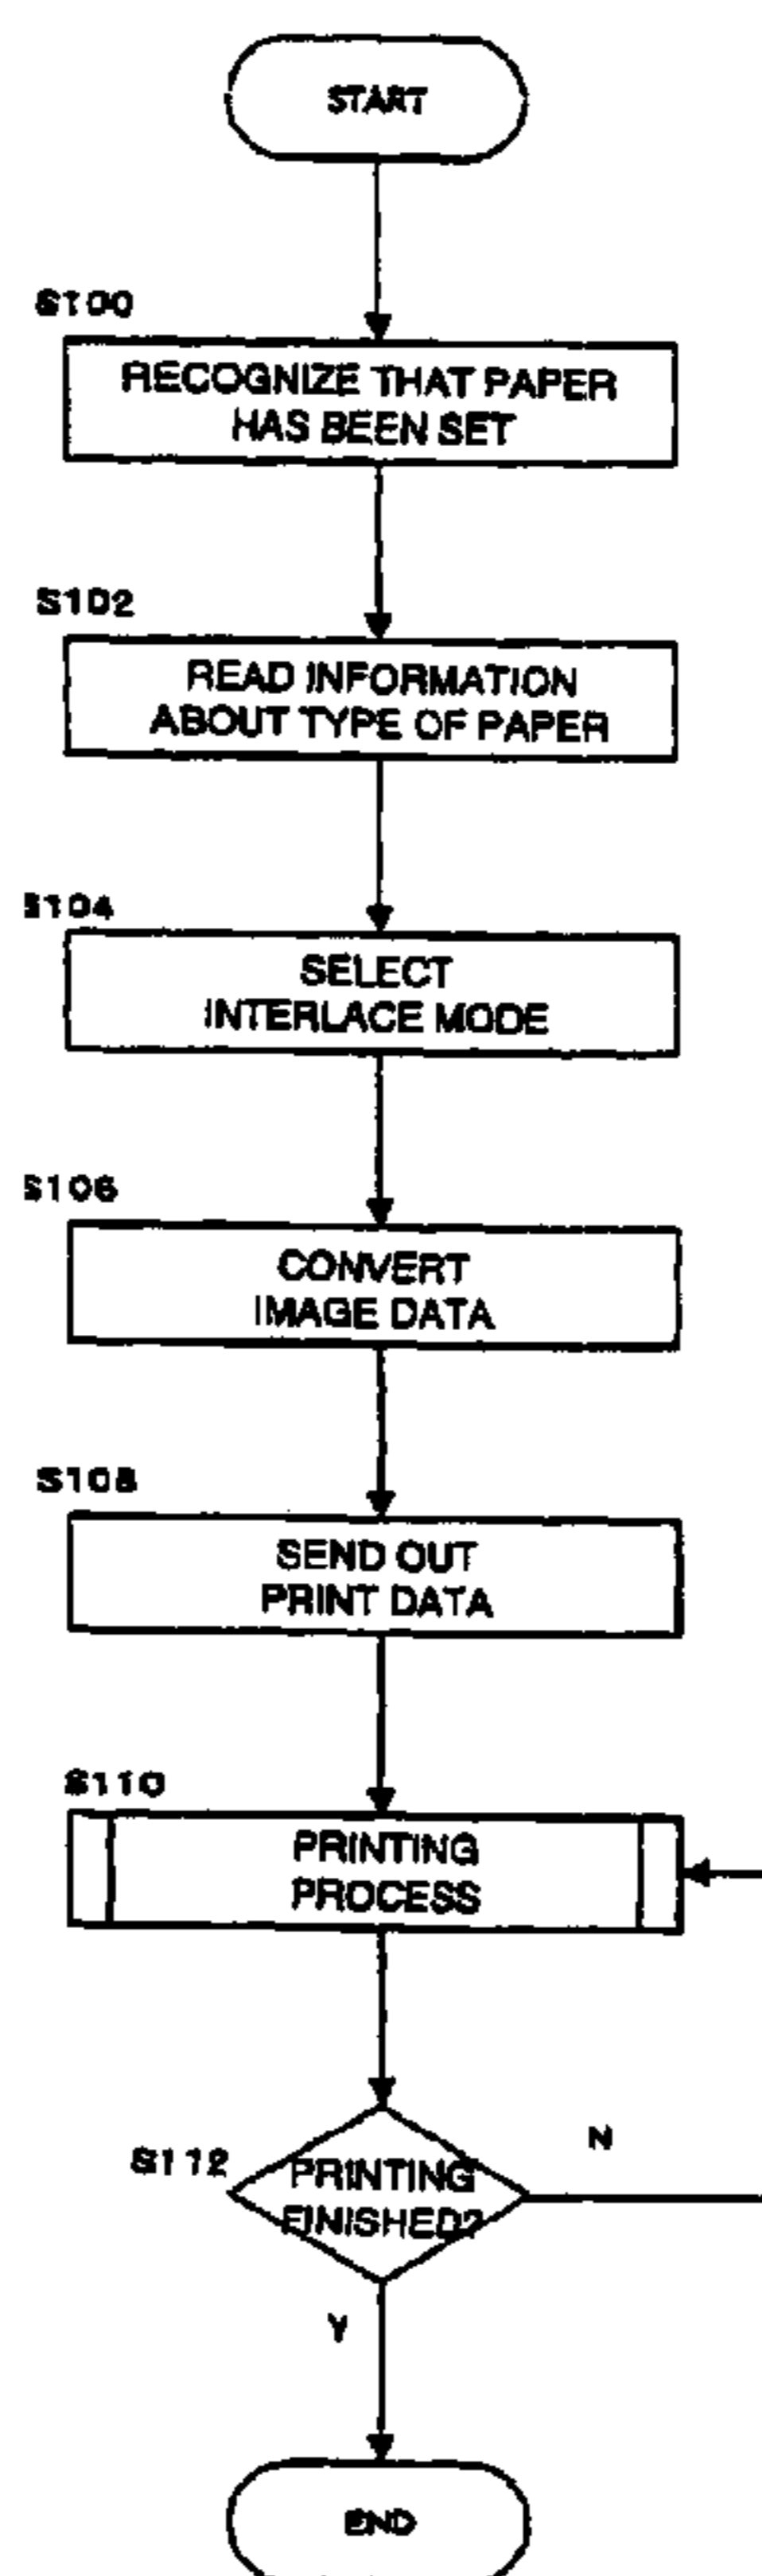 START
S100
RECOGNIZE THAT PAPER
HAS BEEN SET
S102
READ INFORMATION
ABOUT TYPE OF PAPER
S104
SELECT
INTERLACE MODE
S106
CONVERT
IMAGE DATA
S108
SEND OUT
PRINT DATA
S110
PRINTING
PROCESS
S112
PRINTING
FINISHED?
N
Y
END